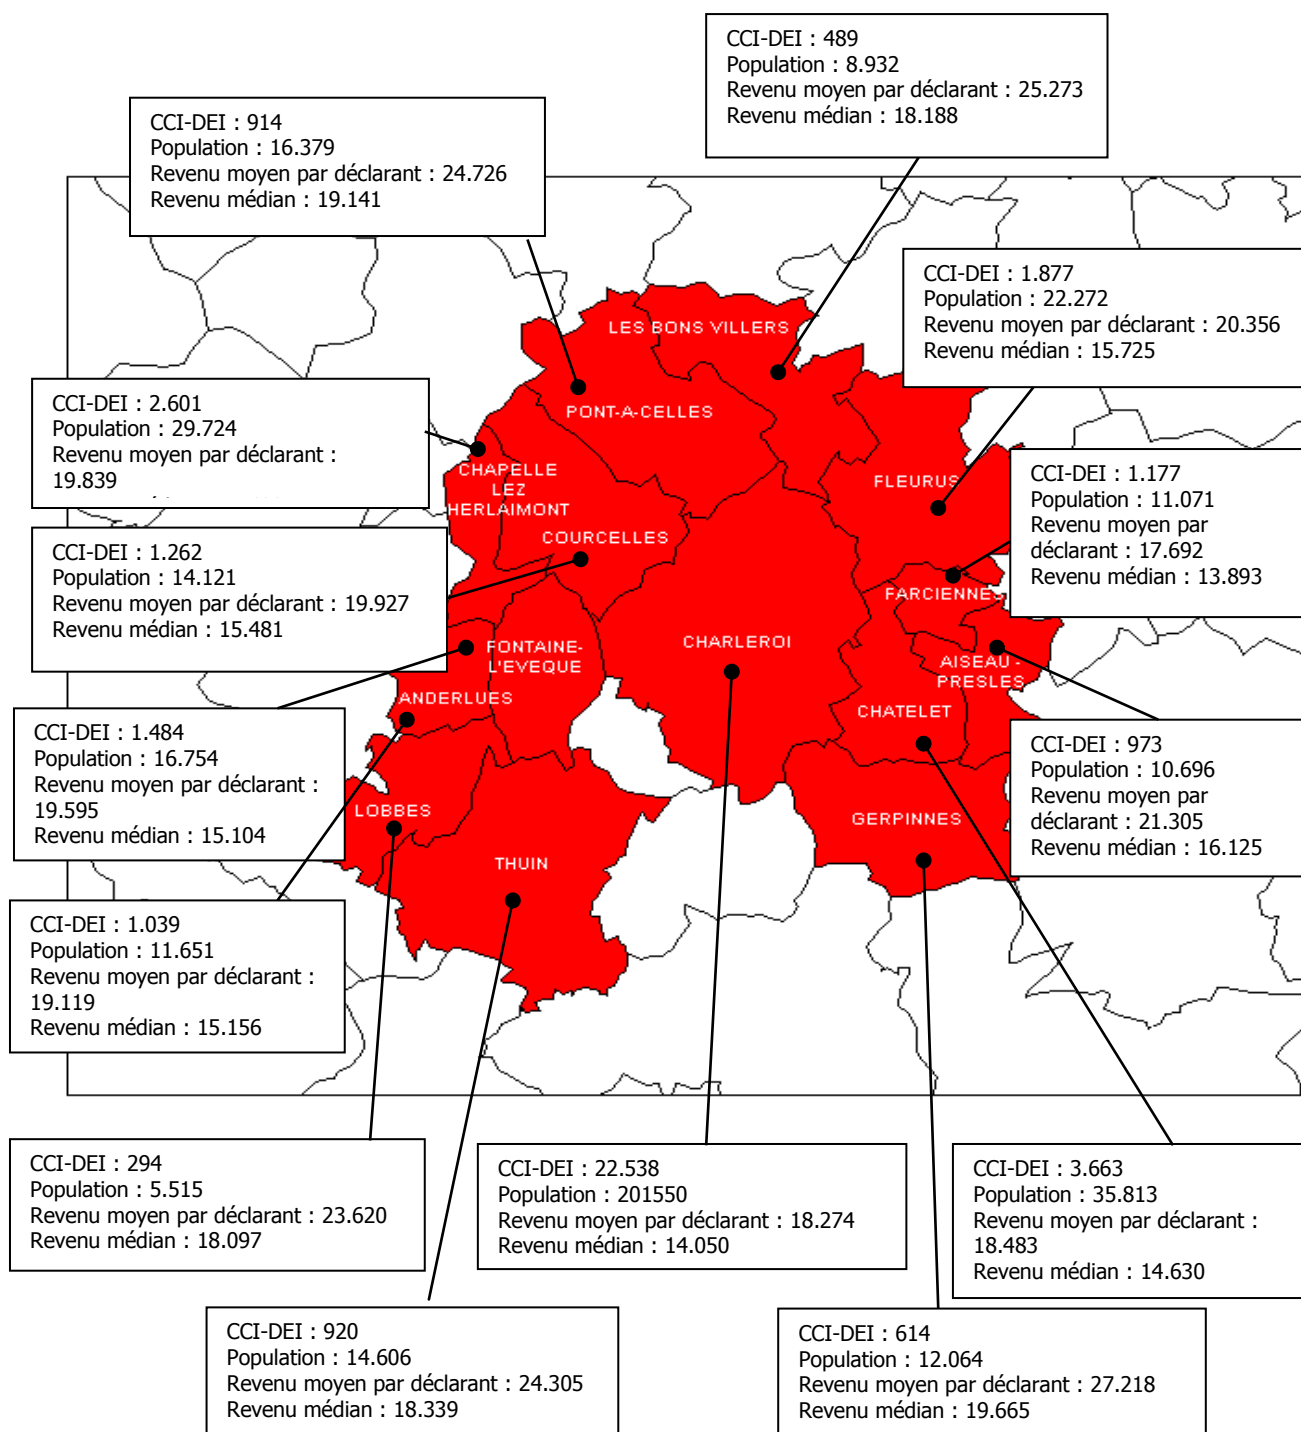 CCI-DEI : 489
Population : 8.932
Revenu moyen par déclarant : 25.273
Revenu médian : 18.188
CCI-DEI : 914
Population : 16.379
Revenu moyen par déclarant : 24.726
Revenu médian : 19.141
CCI-DEI : 1.877
Population : 22.272
Revenu moyen par déclarant : 20.356
Revenu médian : 15.725
CCI-DEI : 2.601
Population : 29.724
Revenu moyen par déclarant :
19.839
CCI-DEI : 1.177
Population : 11.071
Revenu moyen par
déclarant : 17.692
Revenu médian : 13.893
CCI-DEI : 1.262
Population : 14.121
Revenu moyen par déclarant : 19.927
Revenu médian : 15.481
LES BONS VILLERS
PONT-A-CELLES
CHAPELLE
LEZ
HERLAIMONT
FLEURUS
COURCELLES
FARCIENNES
CHARLEROI
FONTAINE-
L'EVEQUE
AISEAU -
PRESLES
ANDERLUES
CHATELET
LOBBES
GERPINNES
THUIN
CCI-DEI : 1.484
Population : 16.754
Revenu moyen par déclarant :
19.595
Revenu médian : 15.104
CCI-DEI : 973
Population : 10.696
Revenu moyen par
déclarant : 21.305
Revenu médian : 16.125
CCI-DEI : 1.039
Population : 11.651
Revenu moyen par déclarant :
19.119
Revenu médian : 15.156
CCI-DEI : 294
Population : 5.515
Revenu moyen par déclarant : 23.620
Revenu médian : 18.097
CCI-DEI : 22.538
Population : 201550
Revenu moyen par déclarant : 18.274
Revenu médian : 14.050
CCI-DEI : 3.663
Population : 35.813
Revenu moyen par déclarant :
18.483
Revenu médian : 14.630
CCI-DEI : 920
Population : 14.606
Revenu moyen par déclarant : 24.305
Revenu médian : 18.339
CCI-DEI : 614
Population : 12.064
Revenu moyen par déclarant : 27.218
Revenu médian : 19.665